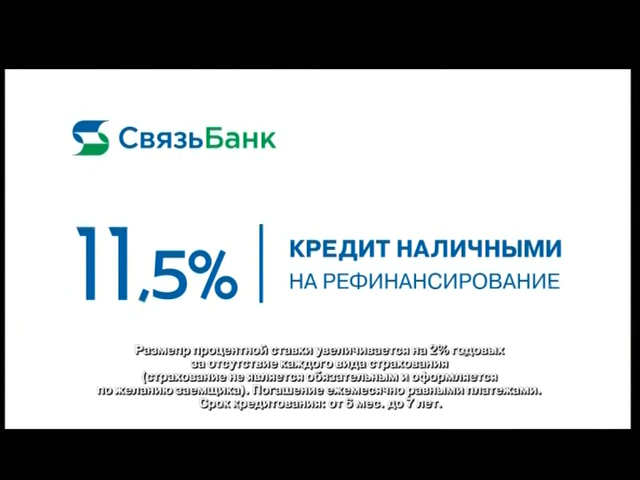 СвязьБанк
11,5%
КРЕДИТ НАЛИЧНЫМИ
НА РЕФИНАНСИРОВАНИЕ
Размепр процентной ставки увеличивается на 2% годовых
за отсутствие каждого вида страхования
(страхование не является обязательным и оформляется
по желанию заемщика). Погашение ежемесячно равными платежами.
Срок кредитования: от 6 мес. до 7 лет.